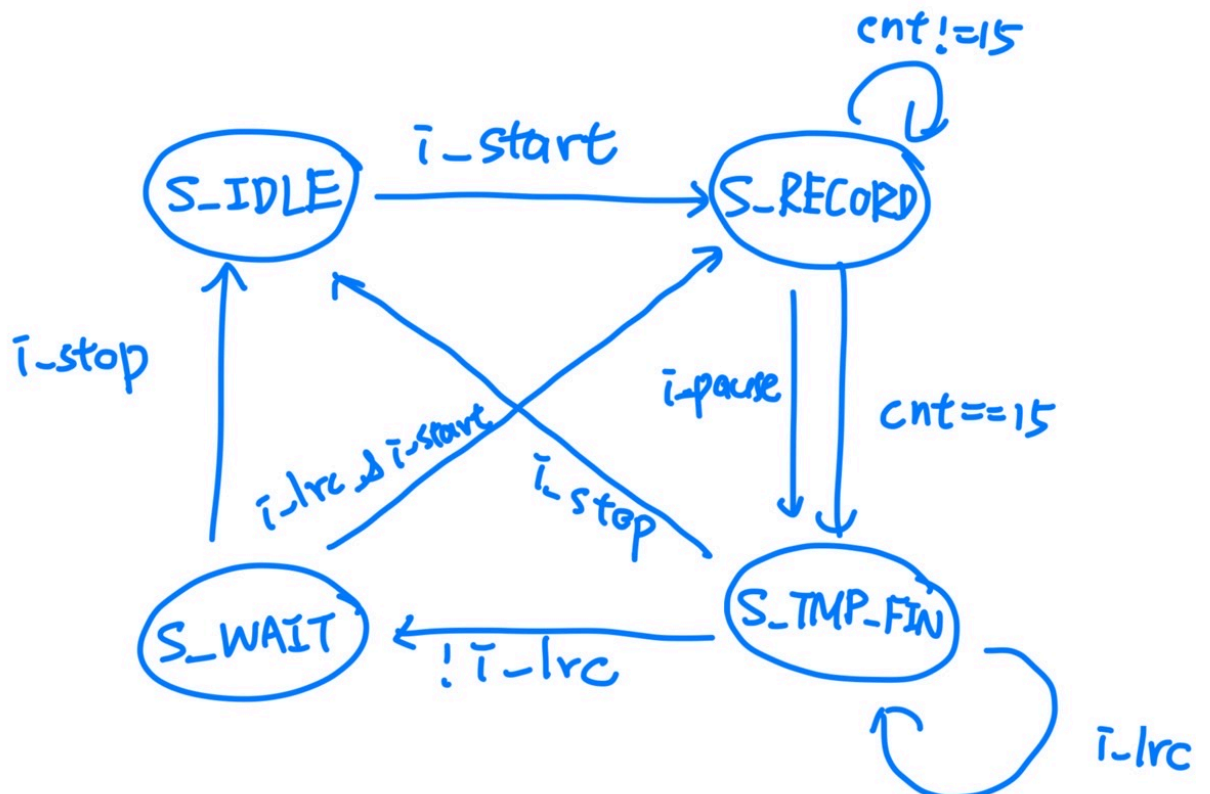 cnt!=15
i_start
S_IDLE
S_RECORD
i_stop
i_pause
cnt==15
i_lrc & i_start
i_stop
S_WAIT
!i_lrc
S_TMP_FIN
i_lrc